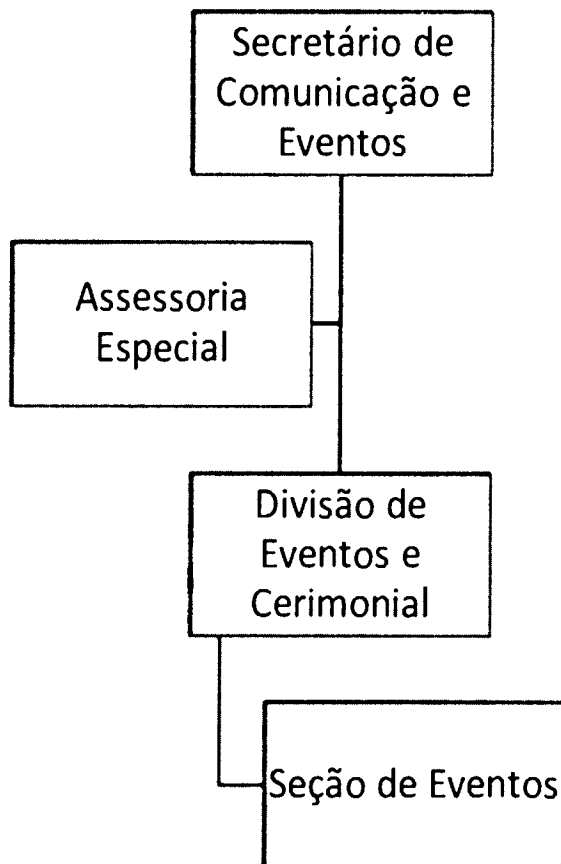 Secretário de
Comunicação e
Eventos
Assessoria
Especial
Divisão de
Eventos e
Cerimonial
Seção de Eventos